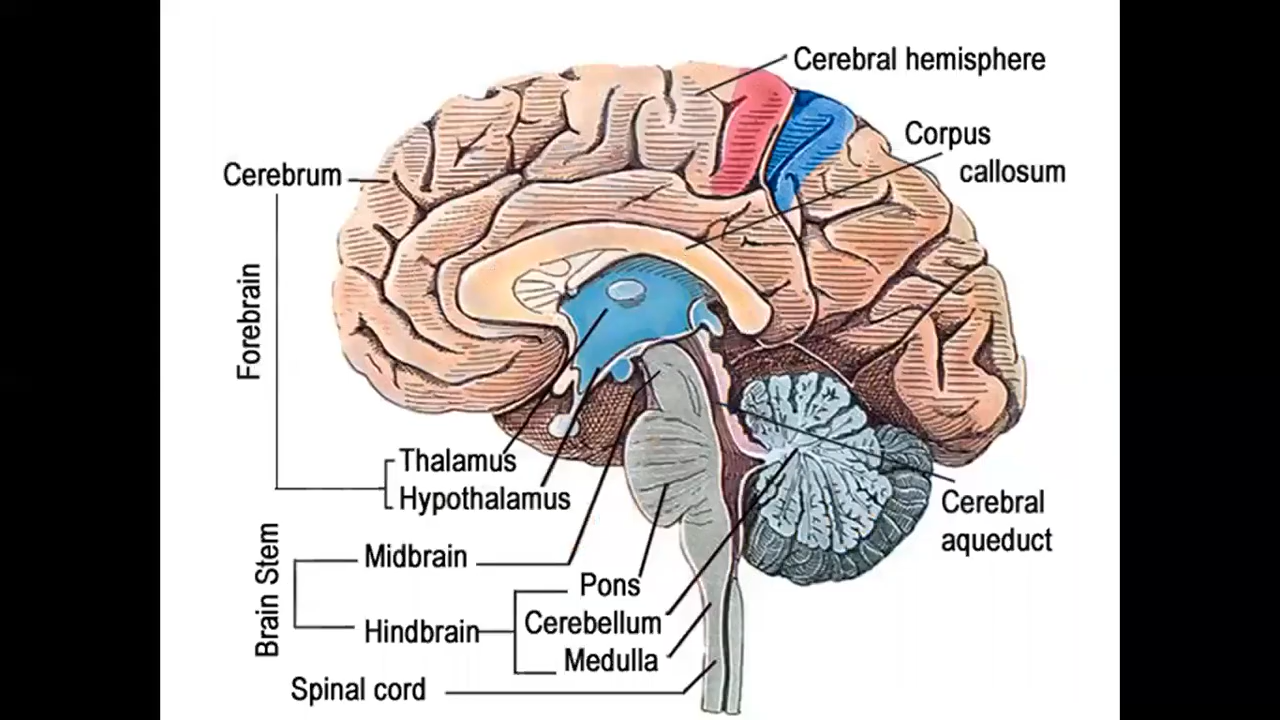 Cerebral hemisphere
Corpus
callosum
Cerebrum
Forebrain
Thalamus
Hypothalamus
Cerebral
aqueduct
Brain Stem
Midbrain
Pons
Hindbrain
Cerebellum
Medulla
Spinal cord